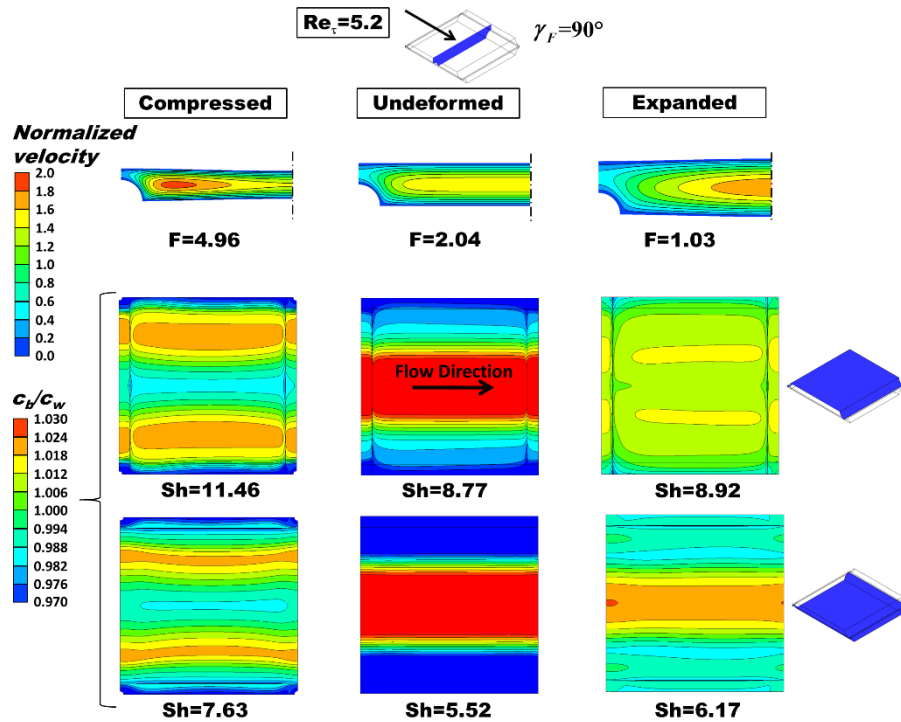 Re_τ=5.2
γ_F=90°
Compressed
Undeformed
Expanded
Normalized
velocity
2.0
1.8
1.6
1.4
1.2
1.0
0.8
0.6
0.4
0.2
0.0
F=4.96
F=2.04
F=1.03
Flow Direction
Sh=11.46
Sh=8.77
Sh=8.92
c_b/c_w
1.030
1.024
1.018
1.012
1.006
1.000
0.994
0.988
0.982
0.976
0.970
Sh=7.63
Sh=5.52
Sh=6.17